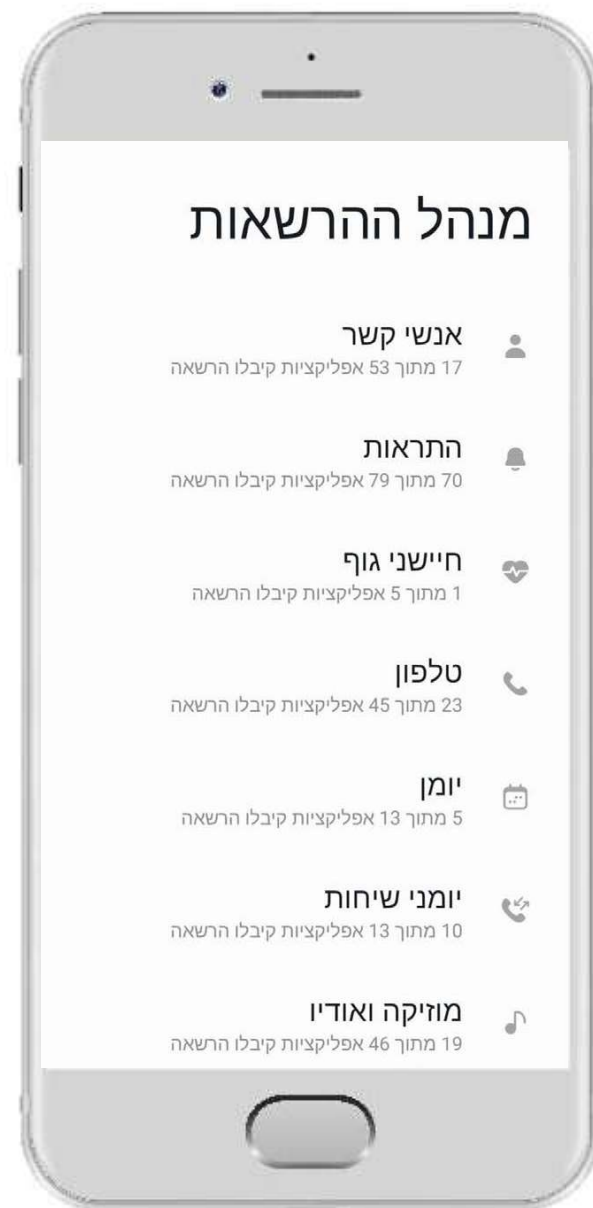 מנהל ההרשאות
אנשי קשר
17 מתוך 53 אפליקציות קיבלו הרשאה
התראות
70 מתוך 79 אפליקציות קיבלו הרשאה
חיישני גוף
1 מתוך 5 אפליקציות קיבלו הרשאה
טלפון
23 מתוך 45 אפליקציות קיבלו הרשאה
יומן
5 מתוך 13 אפליקציות קיבלו הרשאה
יומני שיחות
10 מתוך 13 אפליקציות קיבלו הרשאה
מוזיקה ואודיו
19 מתוך 46 אפליקציות קיבלו הרשאה